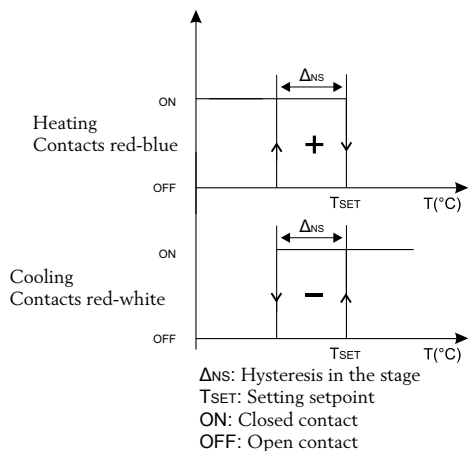 ΔNS
ON
Heating
Contacts red-blue
+
OFF
TSET
T(°C)
ΔNS
ON
Cooling
Contacts red-white
−
OFF
TSET
T(°C)
ΔNS: Hysteresis in the stage
TSET: Setting setpoint
ON: Closed contact
OFF: Open contact